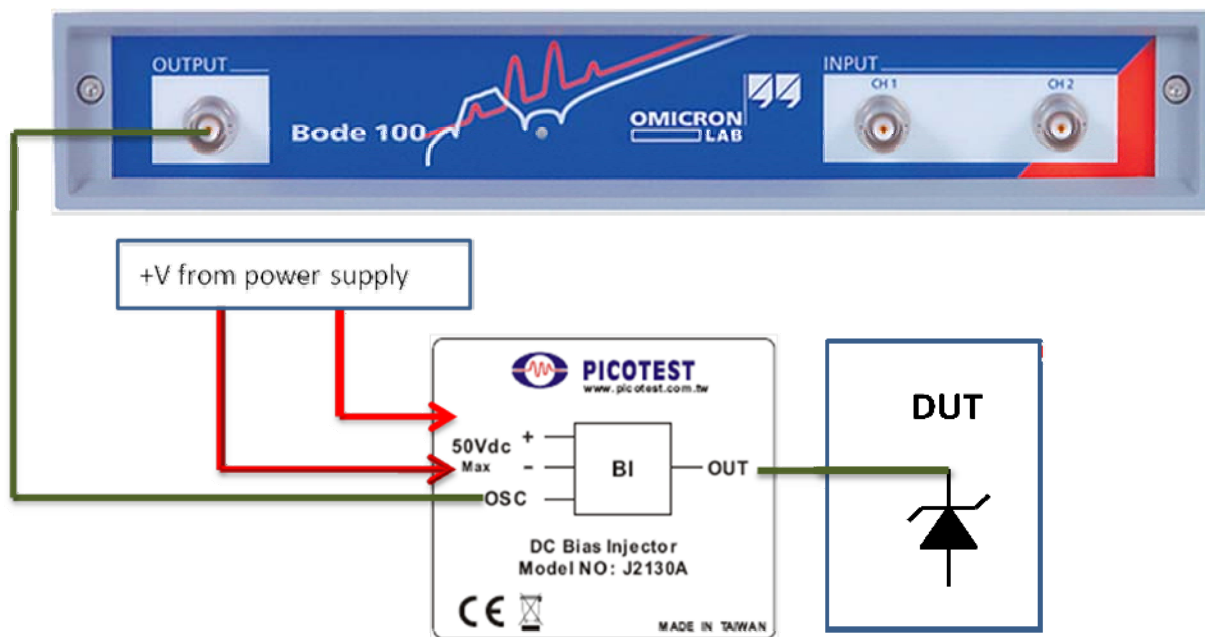 OUTPUT
INPUT
CH 1
CH 2
Bode 100
OMICRON
LAB
+V from power supply
PICOTEST
www.picotest.com.tw
50Vdc
Max
+
−
OSC
BI
OUT
DC Bias Injector
Model NO: J2130A
CE
MADE IN TAIWAN
DUT